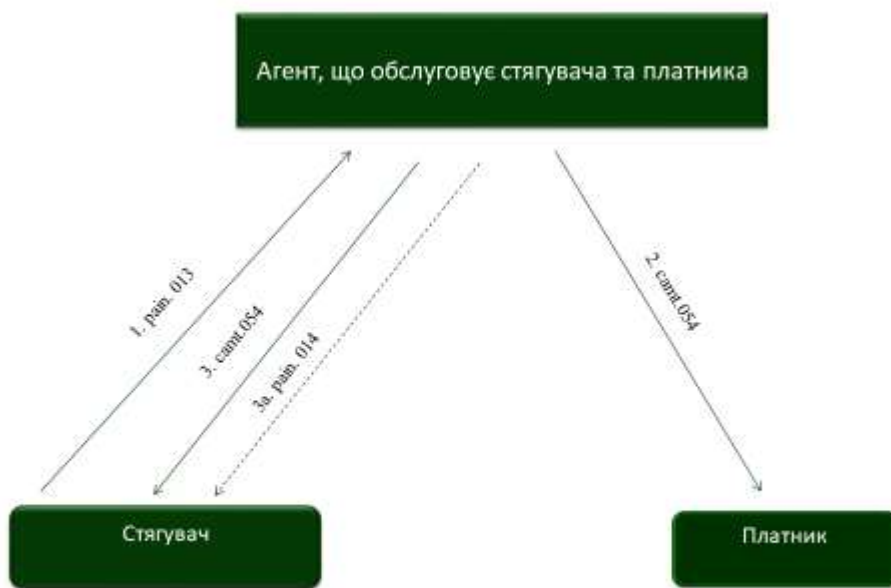 Агент, що обслуговує стягувача та платника
1. pain. 013
3. camt.054
3a. pain. 014
2. camt.054
Стягувач
Платник